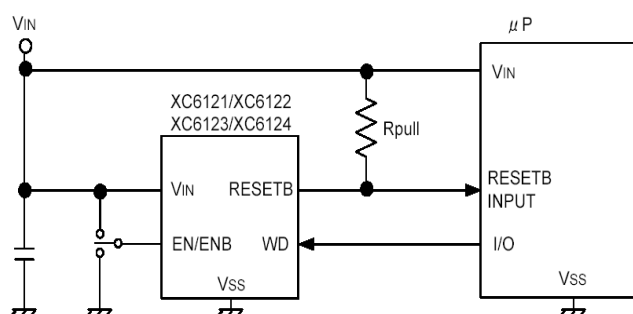 VIN
μP
XC6121/XC6122
XC6123/XC6124
Rpull
VIN
VIN
RESETB
RESETB
INPUT
EN/ENB
WD
I/O
VSS
VSS